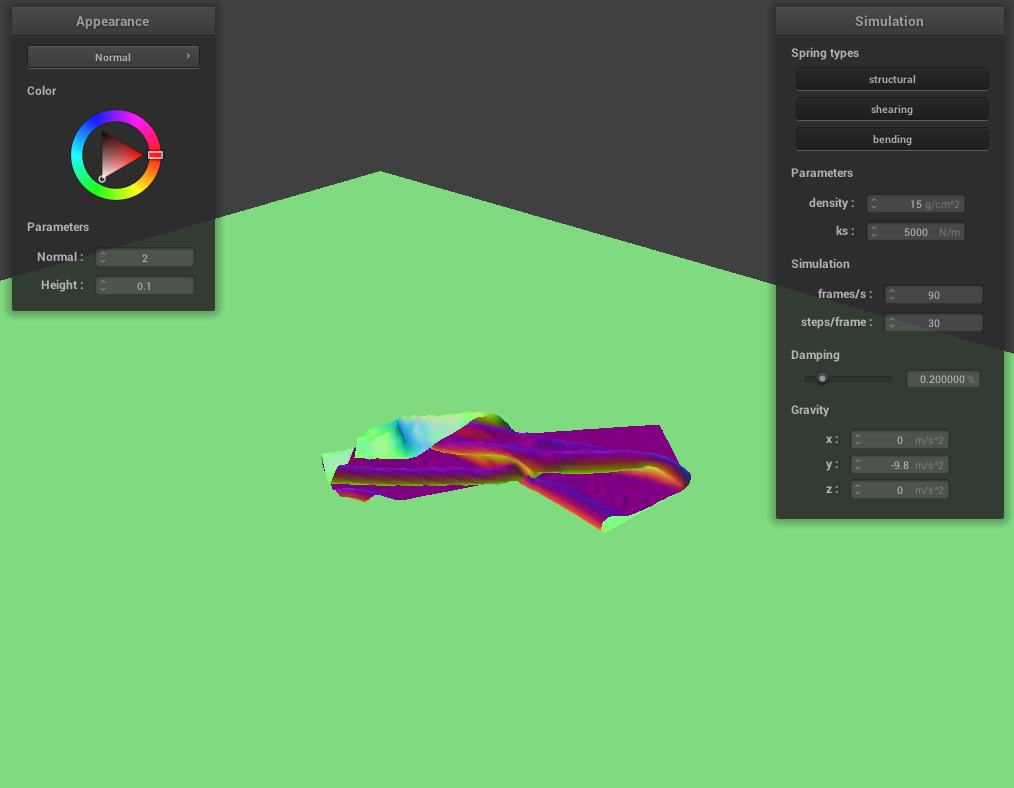 Appearance
Normal
Color
Parameters
Normal :
2
Height :
0.1
Simulation
Spring types
structural
shearing
bending
Parameters
density :
15 g/cm^2
ks :
5000 N/m
Simulation
frames/s :
90
steps/frame :
30
Damping
0.200000 %
Gravity
x :
0 m/s^2
y :
-9.8 m/s^2
z :
0 m/s^2